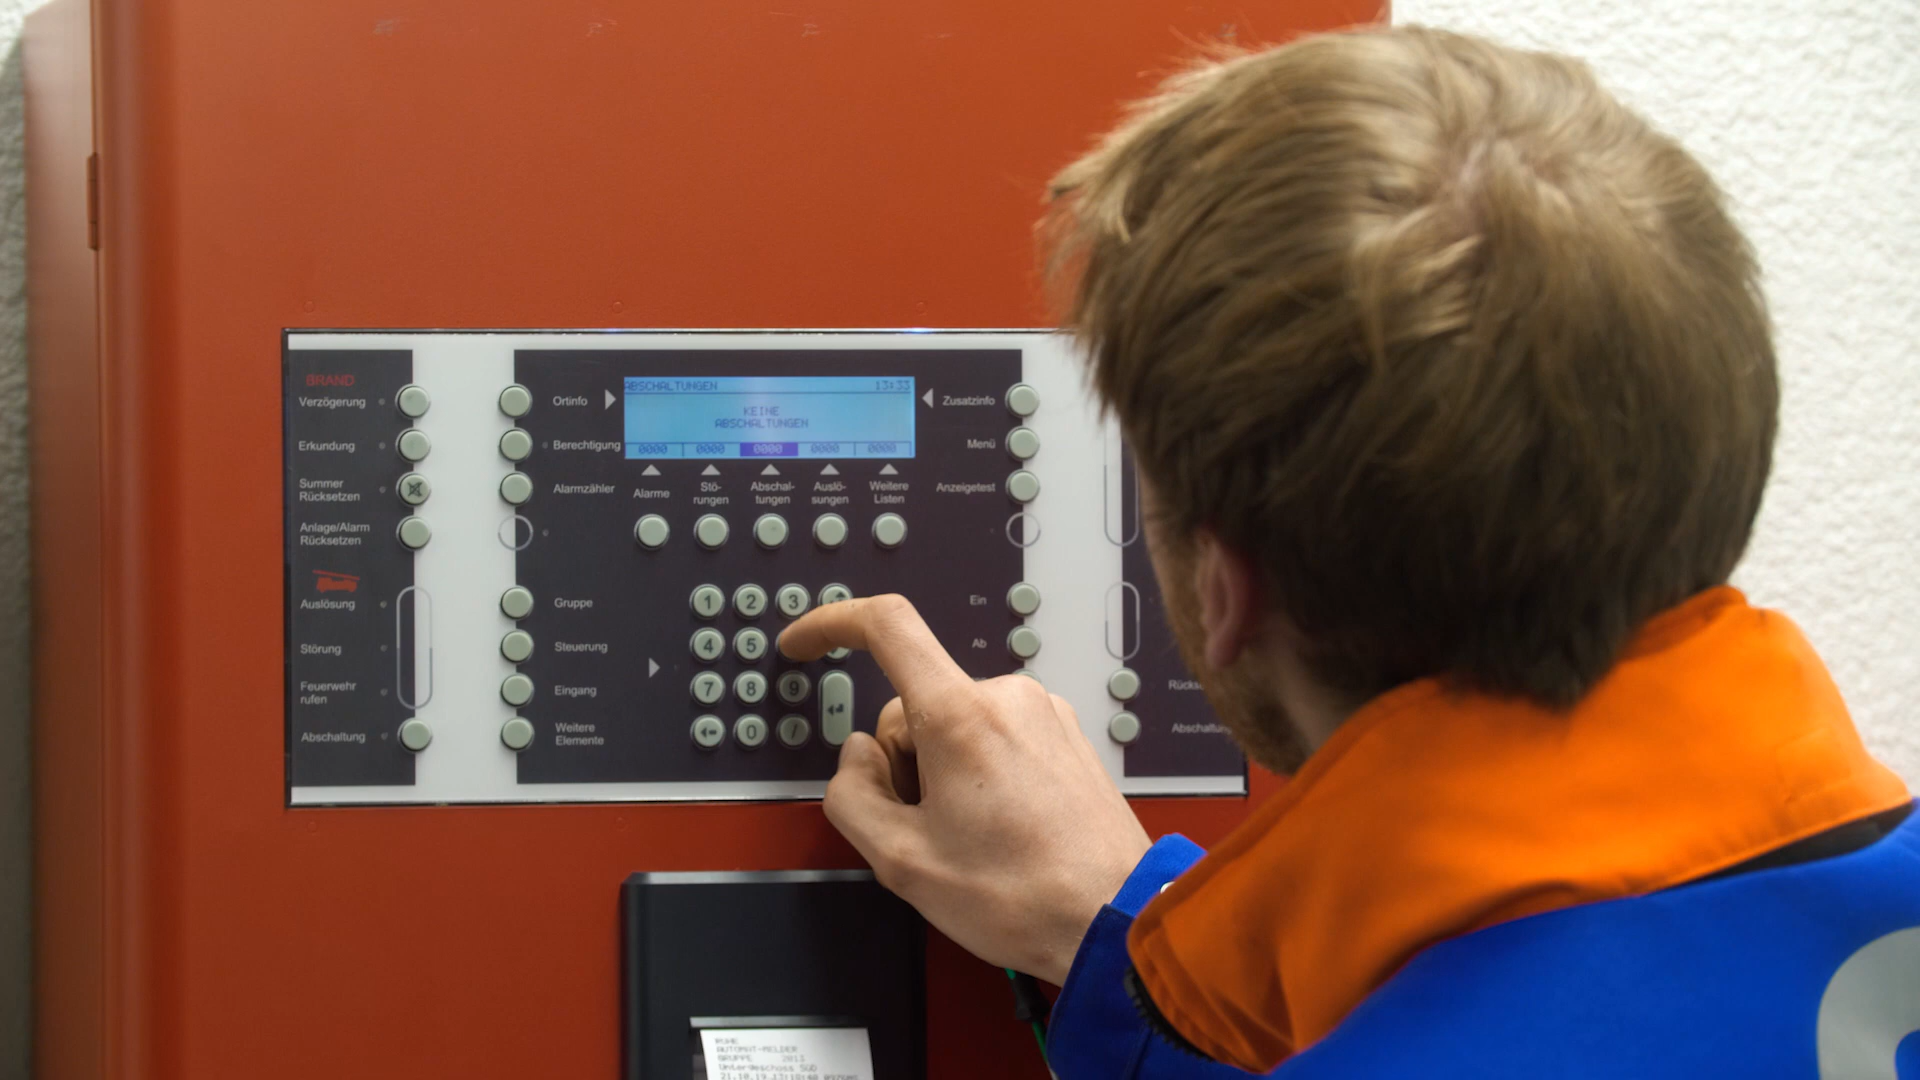 BRAND
Verzögerung
Erkundung
Summer
Rücksetzen
Anlage/Alarm
Rücksetzen
Auslösung
Störung
Feuerwehr
rufen
Abschaltung
Ortinfo
Berechtigung
Alarmzähler
Gruppe
Steuerung
Eingang
Weitere
Elemente
ABSCHALTUNGEN 13:33
KEINE
ABSCHALTUNGEN
0000 0000 0000 0000 0000
Alarme
Stö-
rungen
Abschal-
tungen
Auslö-
sungen
Weitere
Listen
1 2 3
4 5
7 8 9
0 /
Zusatzinfo
Menü
Anzeigetest
Ein
Ab
Abschaltung
RUHE
AUTOMAT-MELDER
GRUPPE 2013
Untergeschoss SÜD